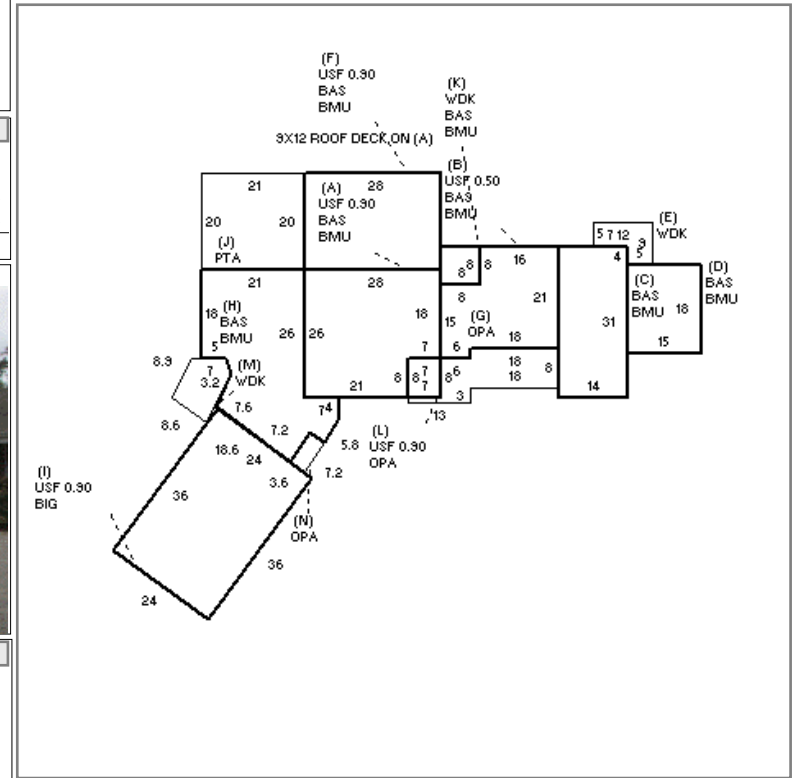 (F)
USF 0.90
BAS
BMU
(K)
WDK
BAS
BMU
9X12 ROOF DECK ON (A)
(B)
USF 0.50
BAS
BMU
21
28
(A)
USF 0.90
BAS
BMU
20
20
(J)
PTA
(E)
WDK
5 7 12 9
5
4
8 8 8
16
(C)
BAS
BMU
(D)
BAS
BMU
21
28
8
21
18
18
(H)
BAS
BMU
18
15
(G)
OPA
31
26
26
5
7
6
18
15
8.9
7
3.2
(M)
WDK
8
8
7
7
8
6
18
18
8
14
21
3
7.6
7
4
'13
8.6
7.2
5.8
(L)
USF 0.90
OPA
18.6
24
7.2
(I)
USF 0.90
BIG
3.6
36
(N)
OPA
36
24